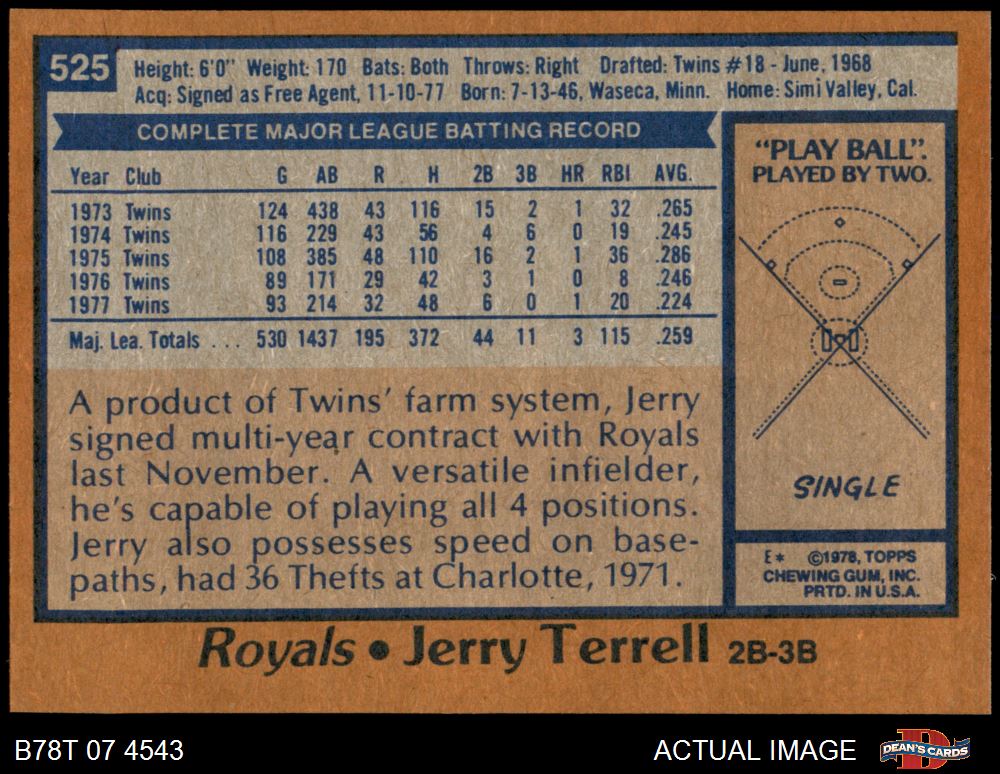 525
Height: 6'0" Weight: 170 Bats: Both Throws: Right Drafted: Twins #18 - June, 1968
Acq: Signed as Free Agent, 11-10-77 Born: 7-13-46, Waseca, Minn. Home: Simi Valley, Cal.
COMPLETE MAJOR LEAGUE BATTING RECORD
Year Club G AB R H 2B 3B HR RBI AVG.
1973 Twins 124 438 43 116 15 2 1 32 .265
1974 Twins 116 229 43 56 4 6 0 19 .245
1975 Twins 108 385 48 110 16 2 1 36 .286
1976 Twins 89 171 29 42 3 1 0 8 .246
1977 Twins 93 214 32 48 6 0 1 20 .224
Maj. Lea. Totals . . . 530 1437 195 372 44 11 3 115 .259
A product of Twins' farm system, Jerry
signed multi-year contract with Royals
last November. A versatile infielder,
he's capable of playing all 4 positions.
Jerry also possesses speed on base-
paths, had 36 Thefts at Charlotte, 1971.
"PLAY BALL".
PLAYED BY TWO.
SINGLE
E* ©1978, TOPPS
CHEWING GUM, INC.
PRTD. IN U.S.A.
Royals • Jerry Terrell 2B-3B
B78T 07 4543
ACTUAL IMAGE
DEAN'S CARDS